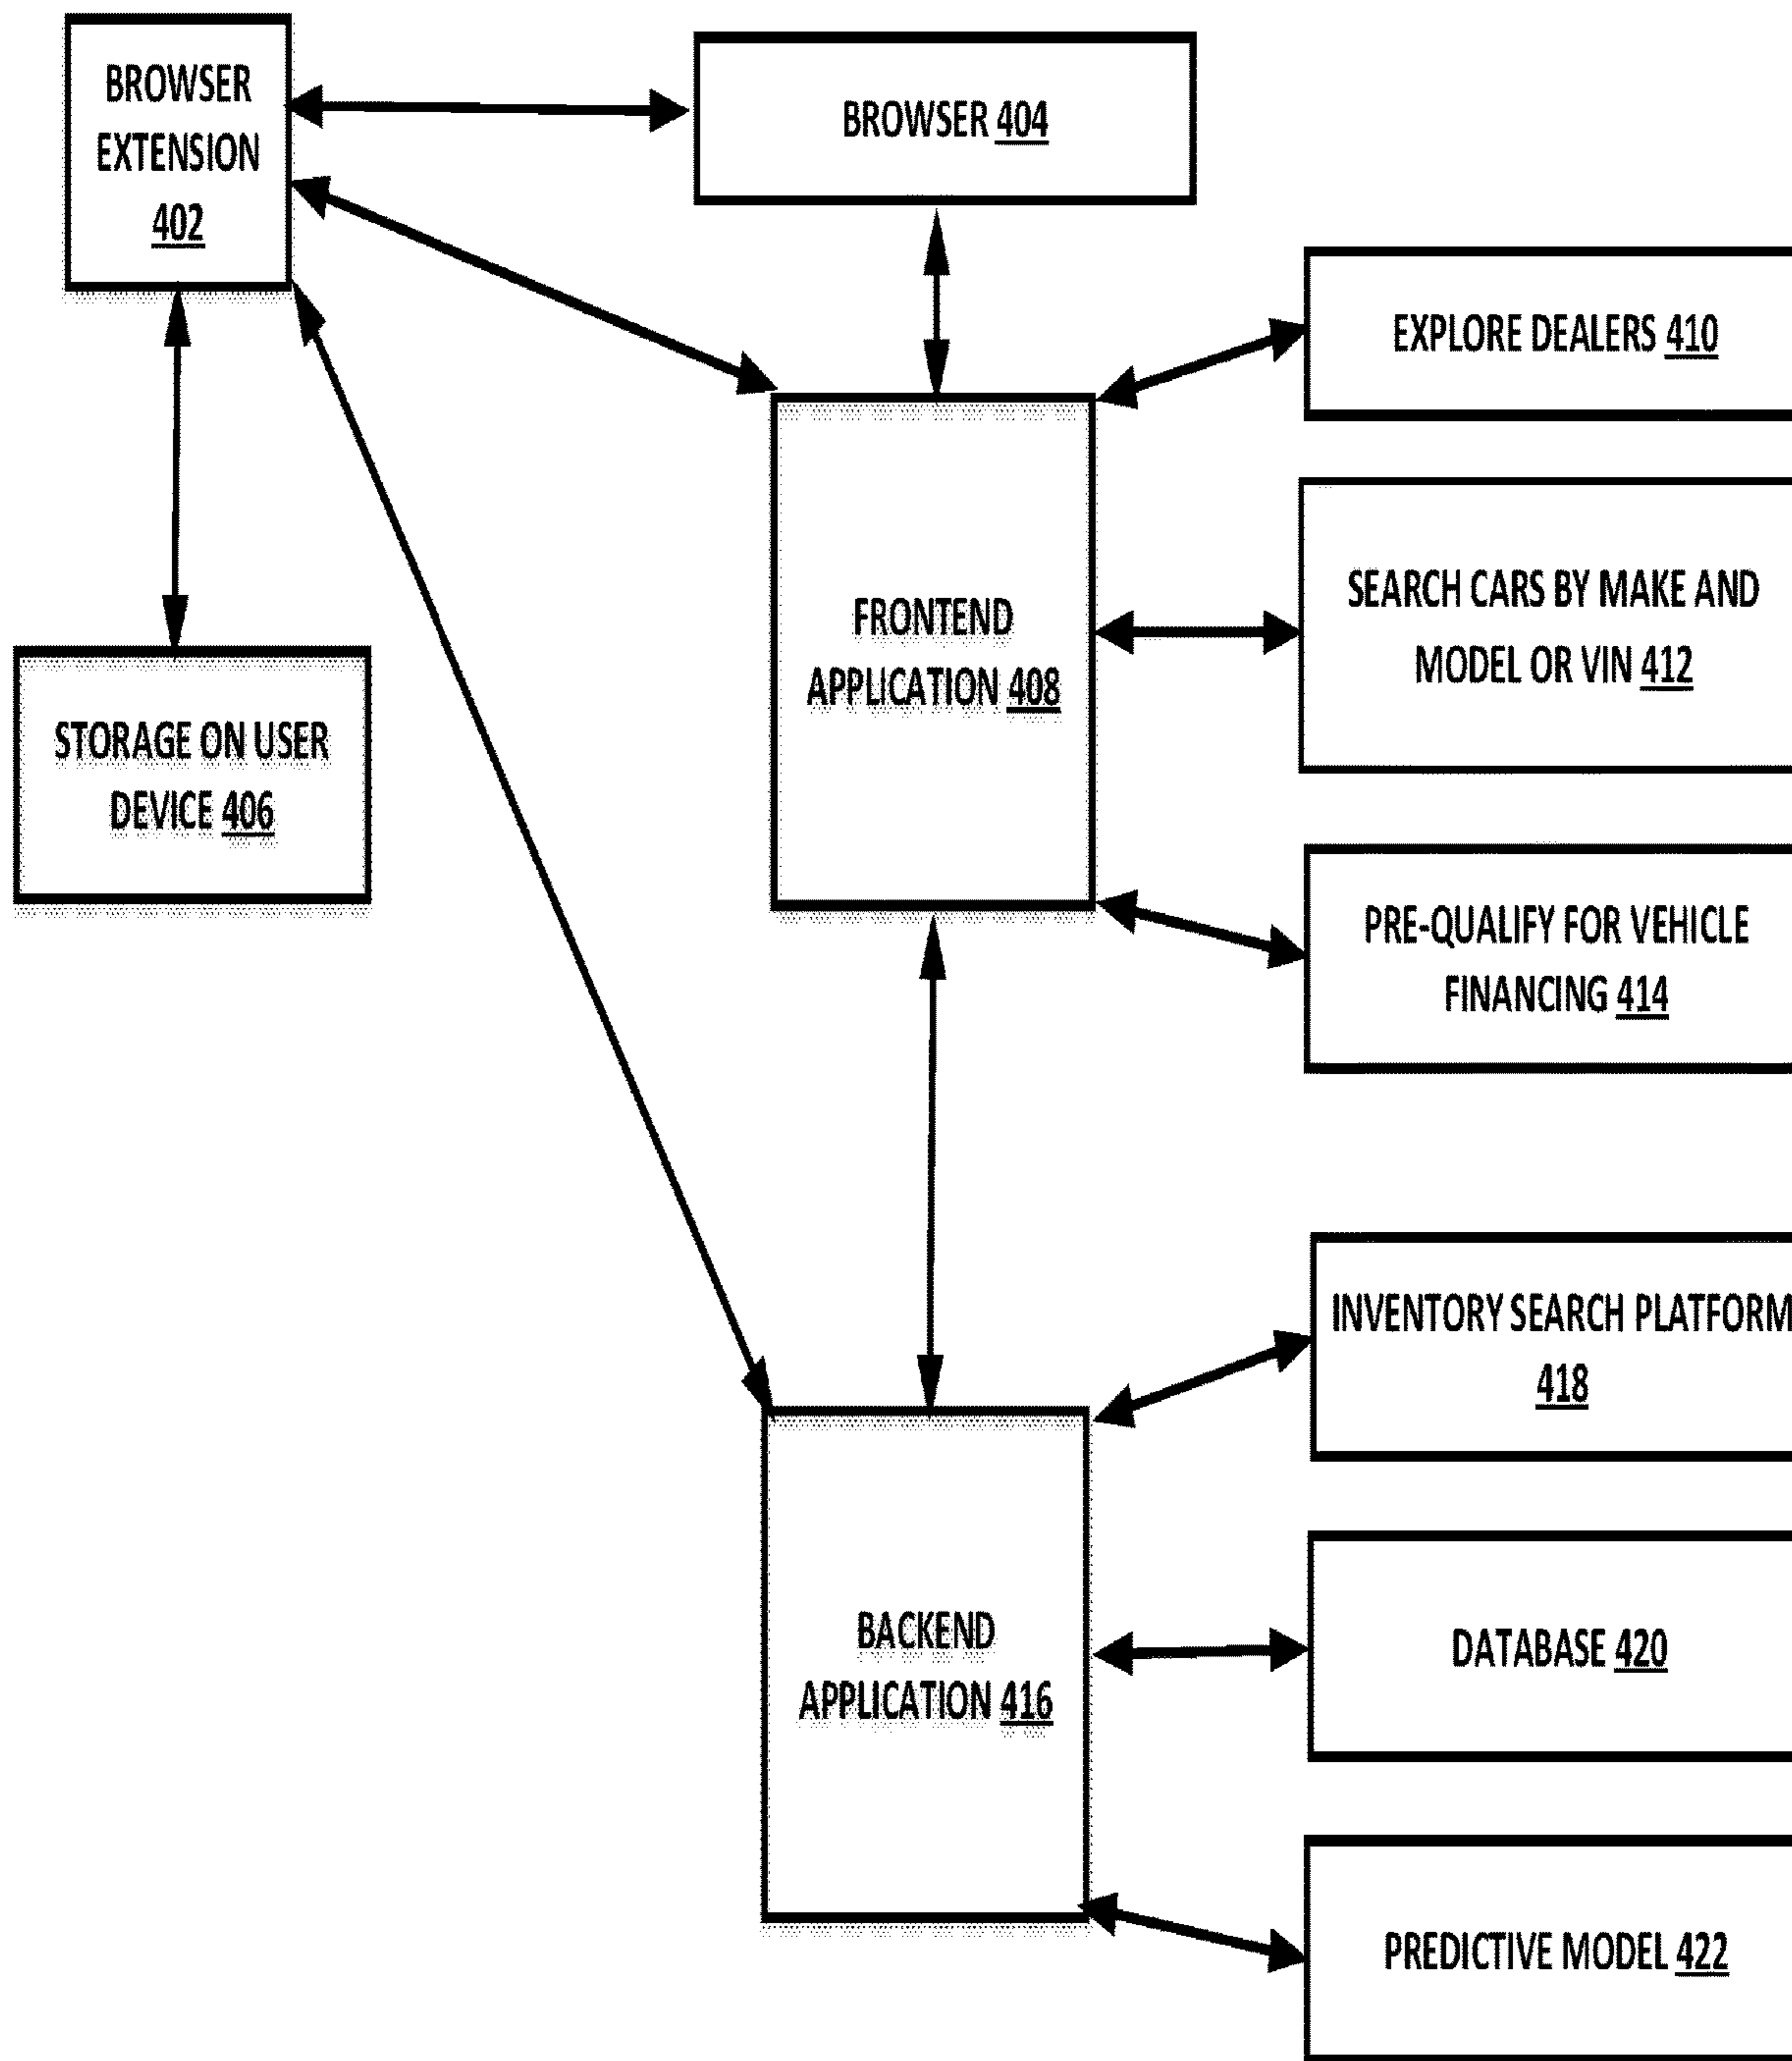 BROWSER
EXTENSION
402
BROWSER 404
EXPLORE DEALERS 410
SEARCH CARS BY MAKE AND
MODEL OR VIN 412
FRONTEND
APPLICATION 408
STORAGE ON USER
DEVICE 406
PRE-QUALIFY FOR VEHICLE
FINANCING 414
INVENTORY SEARCH PLATFORM
418
BACKEND
APPLICATION 416
DATABASE 420
PREDICTIVE MODEL 422